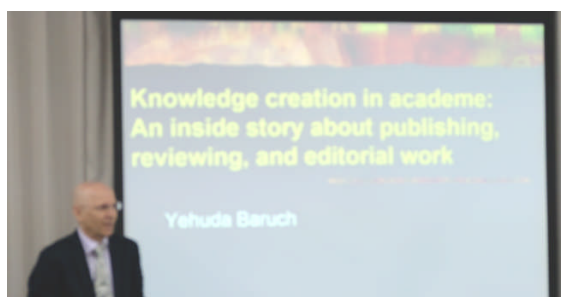 Knowledge creation in academe:
An inside story about publishing,
reviewing, and editorial work
Yehuda Baruch